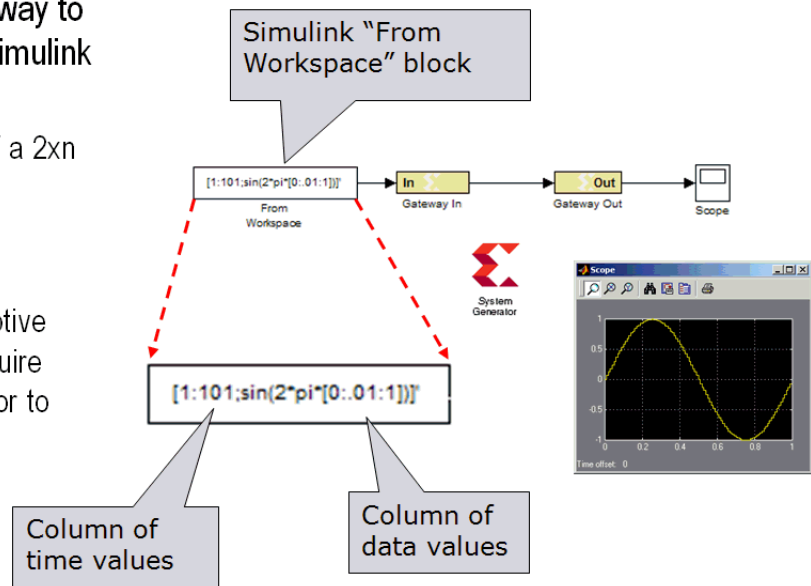 way to
imulink
a 2xn
otive
uire
or to
Simulink “From
Workspace” block
[1:101;sin(2*pi*[0:.01:1])]'
From
Workspace
In
Gateway In
Out
Gateway Out
Scope
System
Generator
[1:101;sin(2*pi*[0:.01:1])]'
Column of
time values
Column of
data values
Scope
1
0.5
0
-0.5
-1
0 0.2 0.4 0.6 0.8 1
Time offset: 0